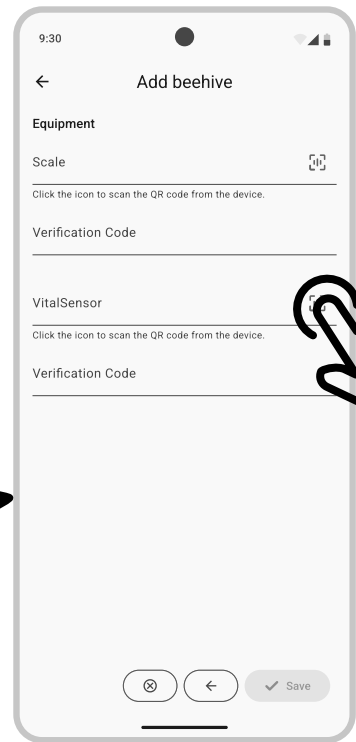 9:30
Add beehive
Equipment
Scale
Click the icon to scan the QR code from the device.
Verification Code
VitalSensor
Click the icon to scan the QR code from the device.
Verification Code
Save